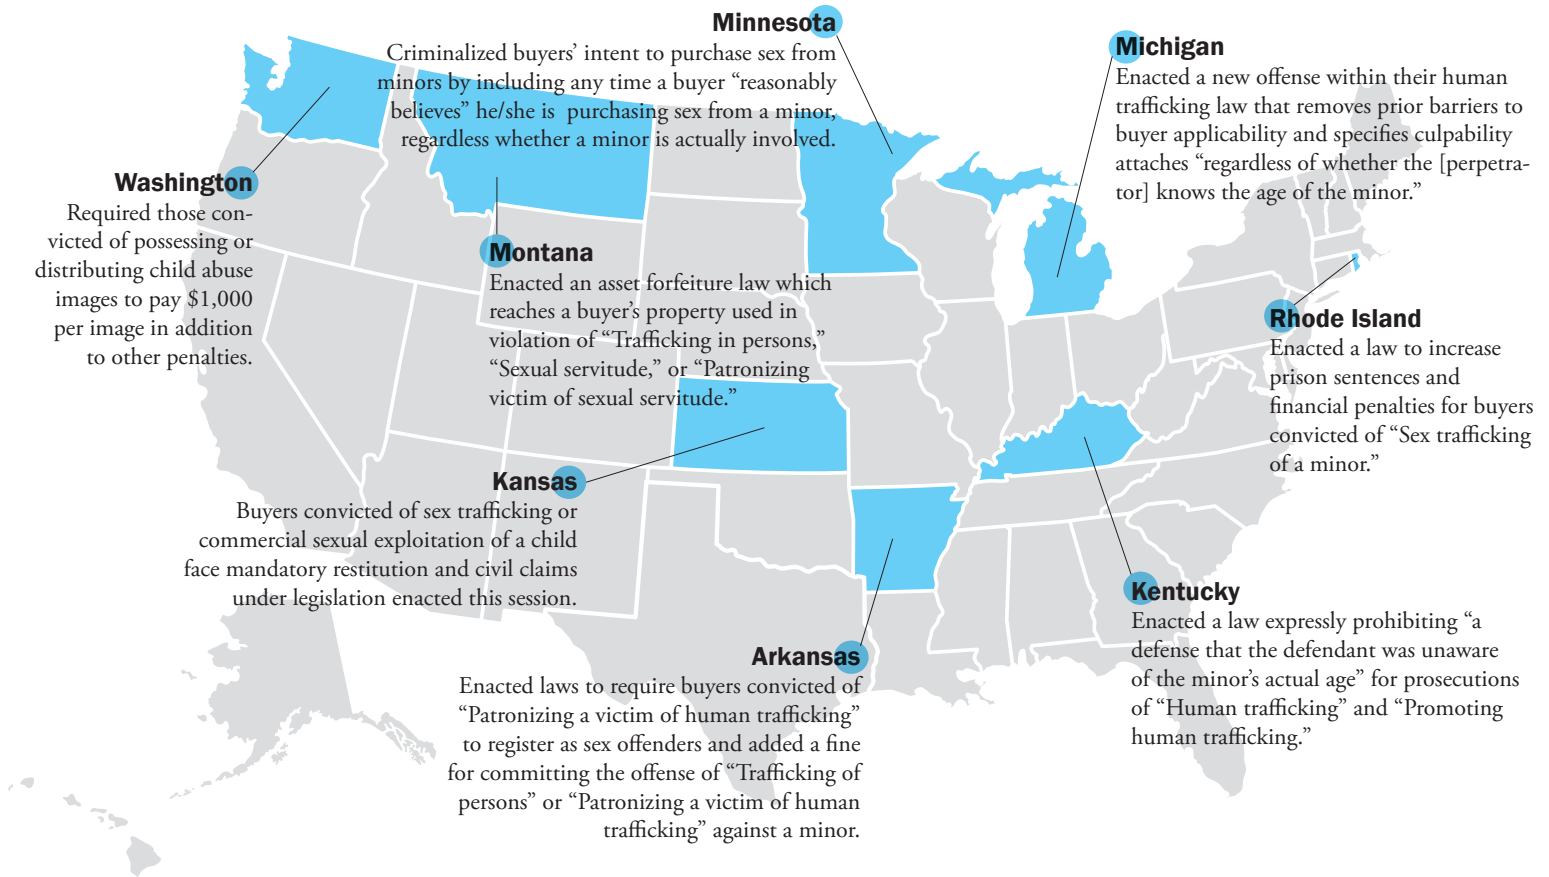 Minnesota
Criminalized buyers’ intent to purchase sex from
minors by including any time a buyer “reasonably
believes” he/she is purchasing sex from a minor,
regardless whether a minor is actually involved.
Michigan
Enacted a new offense within their human
trafficking law that removes prior barriers to
buyer applicability and specifies culpability
attaches “regardless of whether the [perpetra-
tor] knows the age of the minor.”
Washington
Required those con-
victed of possessing or
distributing child abuse
images to pay $1,000
per image in addition
to other penalties.
Montana
Enacted an asset forfeiture law which
reaches a buyer’s property used in
violation of “Trafficking in persons,”
“Sexual servitude,” or “Patronizing
victim of sexual servitude.”
Rhode Island
Enacted a law to increase
prison sentences and
financial penalties for buyers
convicted of “Sex trafficking
of a minor.”
Kansas
Buyers convicted of sex trafficking or
commercial sexual exploitation of a child
face mandatory restitution and civil claims
under legislation enacted this session.
Kentucky
Enacted a law expressly prohibiting “a
defense that the defendant was unaware
of the minor’s actual age” for prosecutions
of “Human trafficking” and “Promoting
human trafficking.”
Arkansas
Enacted laws to require buyers convicted of
“Patronizing a victim of human trafficking”
to register as sex offenders and added a fine
for committing the offense of “Trafficking of
persons” or “Patronizing a victim of human
trafficking” against a minor.